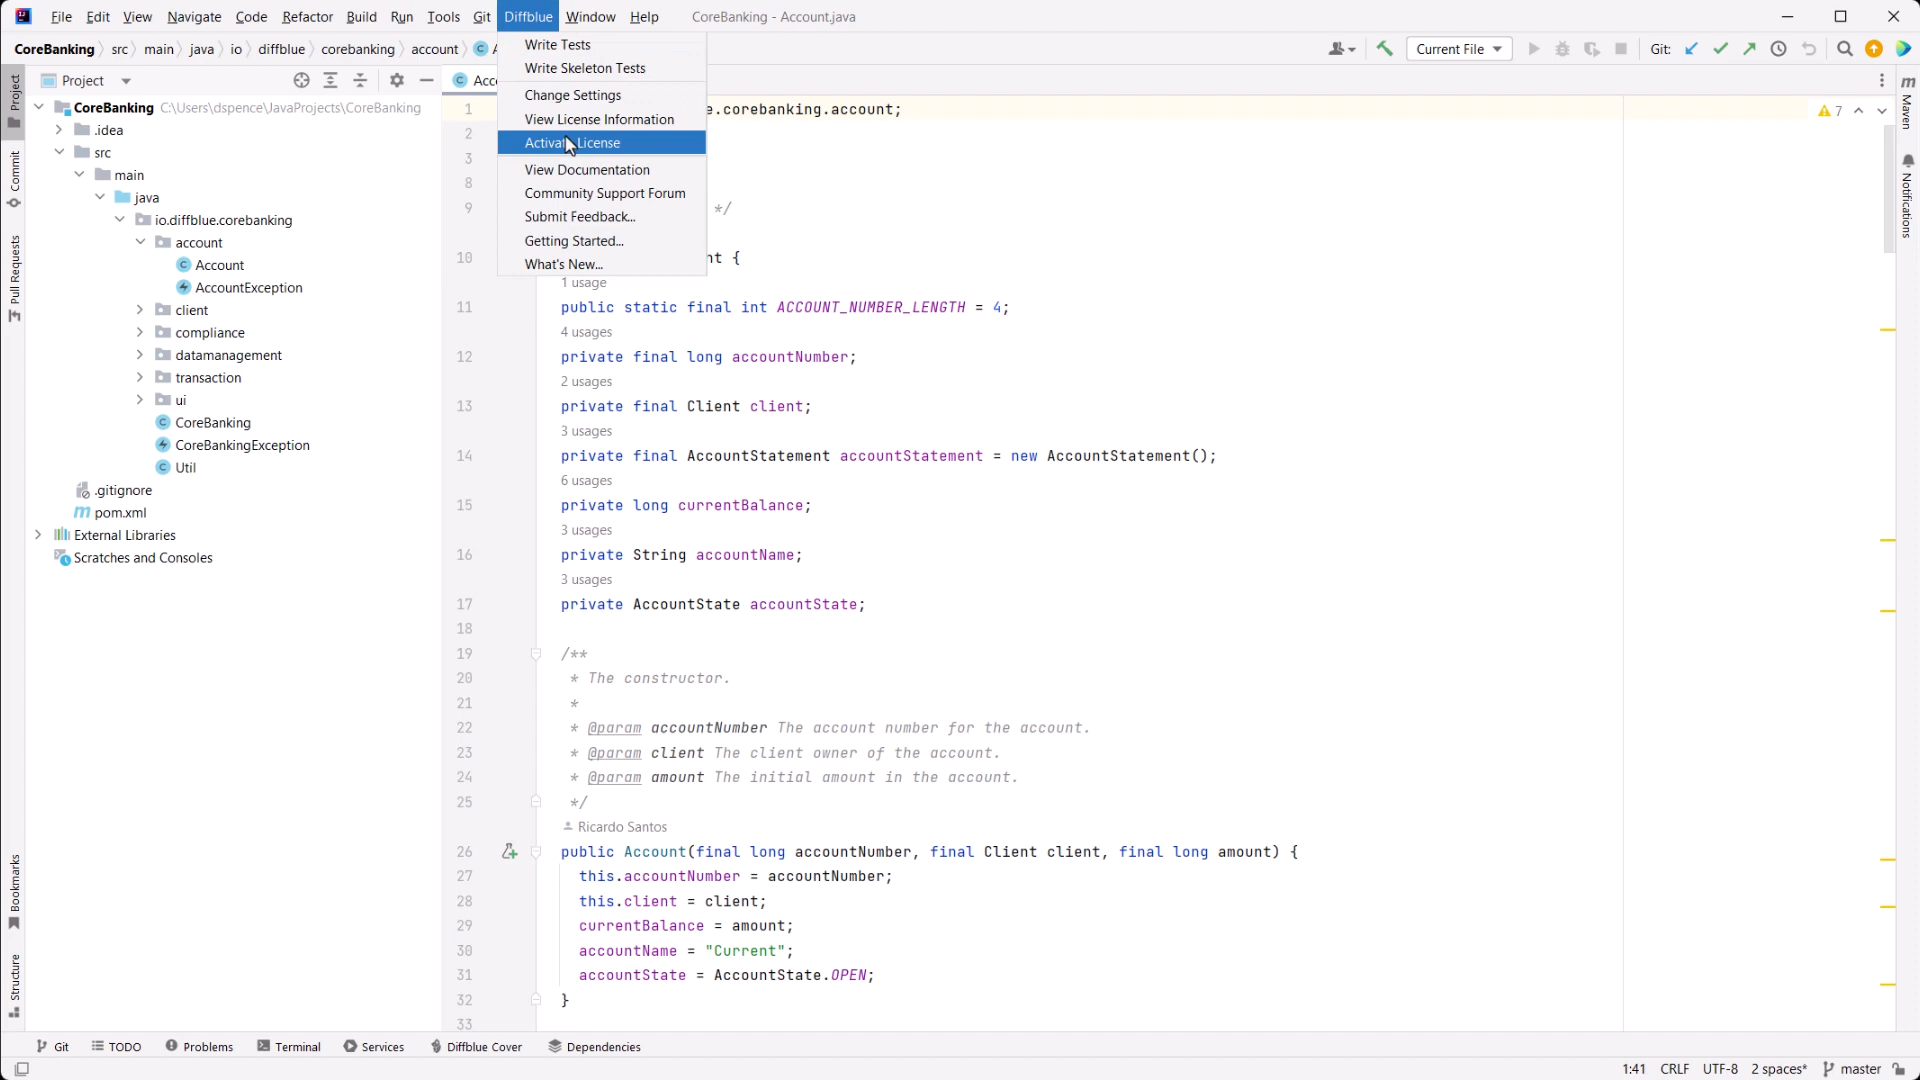 File Edit View Navigate Code Refactor Build Run Tools Git Diffblue Window Help CoreBanking - Account.java
CoreBanking src main java io diffblue corebanking account Current File Git:
Write Tests
Write Skeleton Tests
Change Settings
View License Information
Activate License
View Documentation
Community Support Forum
Submit Feedback...
Getting Started...
What's New...
Project
CoreBanking C:\Users\dspence\JavaProjects\CoreBanking
.idea
src
main
java
io.diffblue.corebanking
account
Account
AccountException
client
compliance
datamanagement
transaction
ui
CoreBanking
CoreBankingException
Util
.gitignore
pom.xml
External Libraries
Scratches and Consoles
Project
Commit
Pull Requests
Bookmarks
Structure
1 e.corebanking.account; 7
2
3
8
9 */
10 nt {
1 usage
11 public static final int ACCOUNT_NUMBER_LENGTH = 4;
4 usages
12 private final long accountNumber;
2 usages
13 private final Client client;
3 usages
14 private final AccountStatement accountStatement = new AccountStatement();
6 usages
15 private long currentBalance;
3 usages
16 private String accountName;
3 usages
17 private AccountState accountState;
18
19 /**
20 * The constructor.
21 *
22 * @param accountNumber The account number for the account.
23 * @param client The client owner of the account.
24 * @param amount The initial amount in the account.
25 */
Ricardo Santos
26 public Account(final long accountNumber, final Client client, final long amount) {
27 this.accountNumber = accountNumber;
28 this.client = client;
29 currentBalance = amount;
30 accountName = "Current";
31 accountState = AccountState.OPEN;
32 }
33
Maven
Notifications
Git TODO Problems Terminal Services Diffblue Cover Dependencies
1:41 CRLF UTF-8 2 spaces* master